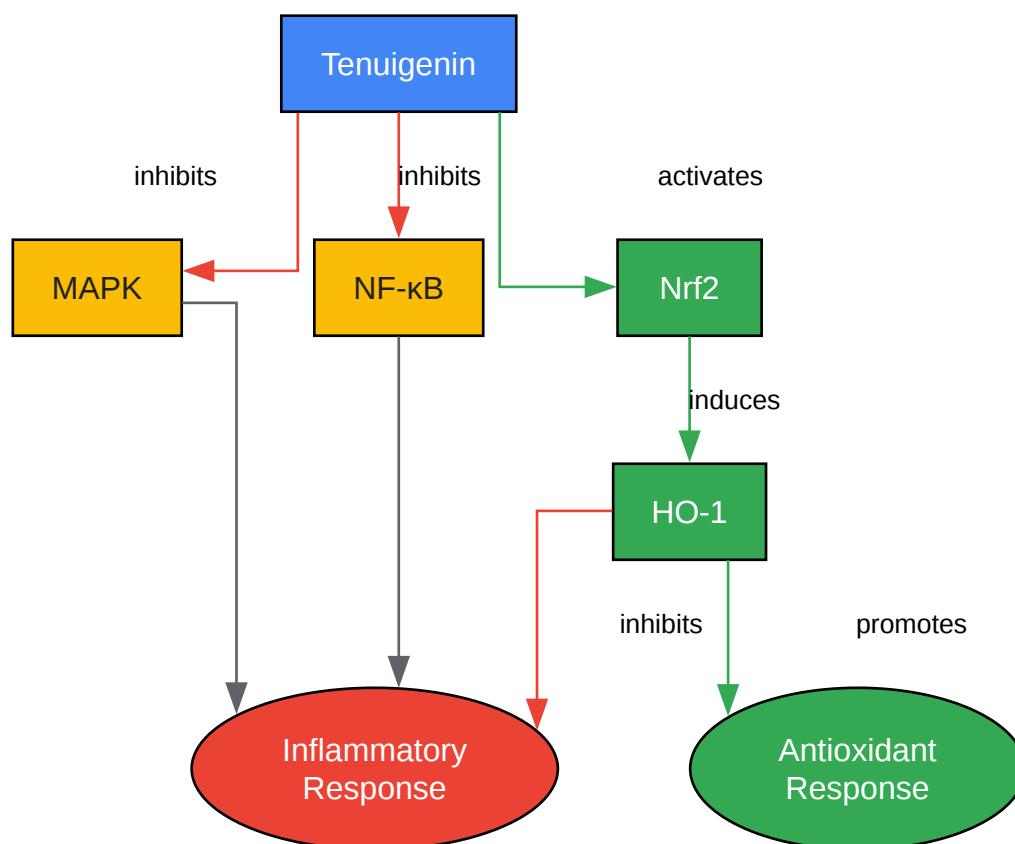 Tenuigenin
inhibits
inhibits
activates
MAPK
NF-κB
Nrf2
induces
HO-1
inhibits
promotes
Inflammatory
Response
Antioxidant
Response